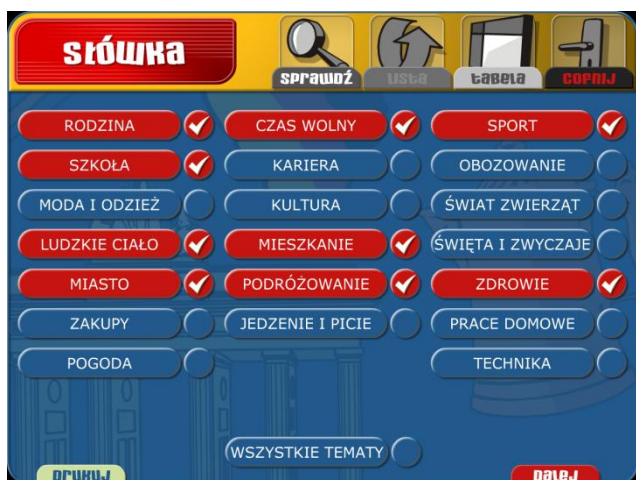 słówka
sprawdź
lista
tabela
cofnij
RODZINA
CZAS WOLNY
SPORT
SZKOŁA
KARIERA
OBOZOWANIE
MODA I ODZIEŻ
KULTURA
ŚWIAT ZWIERZĄT
LUDZKIE CIAŁO
MIESZKANIE
ŚWIĘTA I ZWYCZAJE
MIASTO
PODRÓŻOWANIE
ZDROWIE
ZAKUPY
JEDZENIE I PICIE
PRACE DOMOWE
POGODA
TECHNIKA
WSZYSTKIE TEMATY
drukuj
dalej